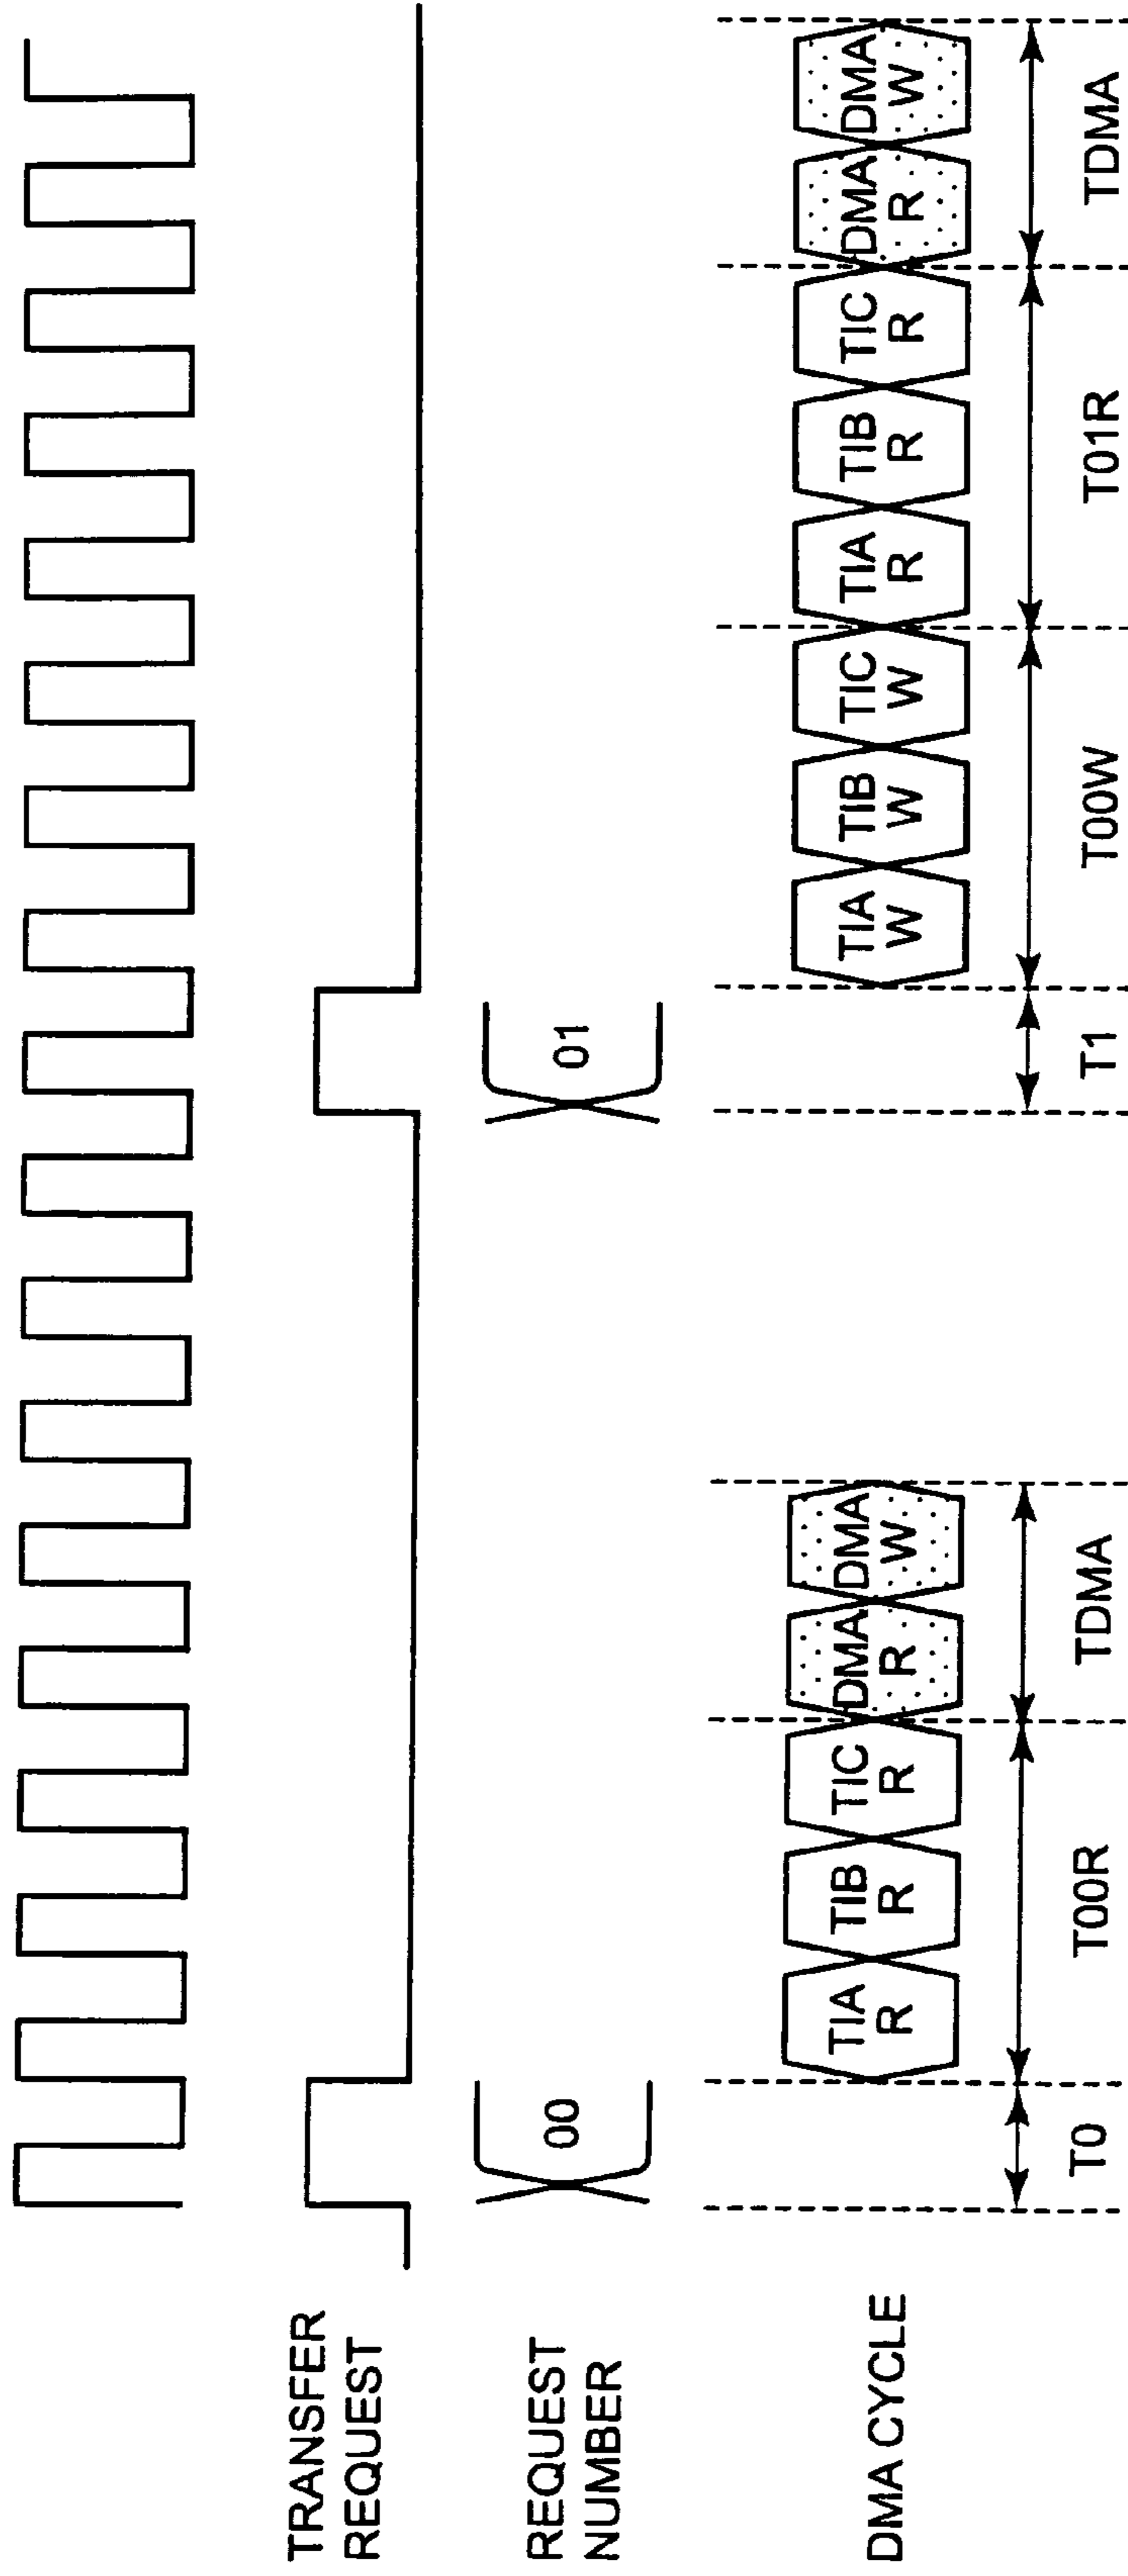 TRANSFER
REQUEST
REQUEST
NUMBER
00
01
DMA CYCLE
TIA
R
TIB
R
TIC
R
DMA
R
DMA
W
TIA
W
TIB
W
TIC
W
TIA
R
TIB
R
TIC
R
DMA
R
DMA
W
T0
T00R
TDMA
T1
T00W
T01R
TDMA